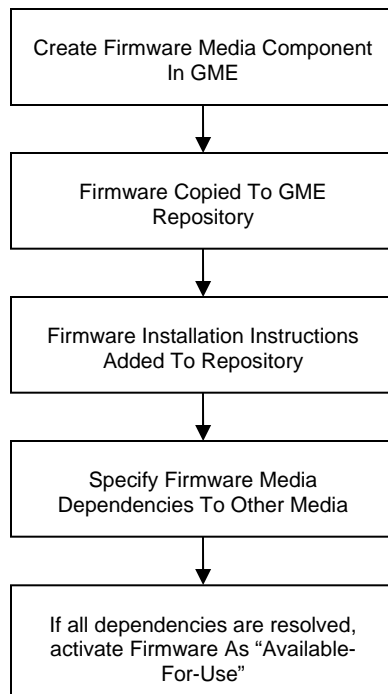 Create Firmware Media Component
In GME
Firmware Copied To GME
Repository
Firmware Installation Instructions
Added To Repository
Specify Firmware Media
Dependencies To Other Media
If all dependencies are resolved,
activate Firmware As “Available-
For-Use”